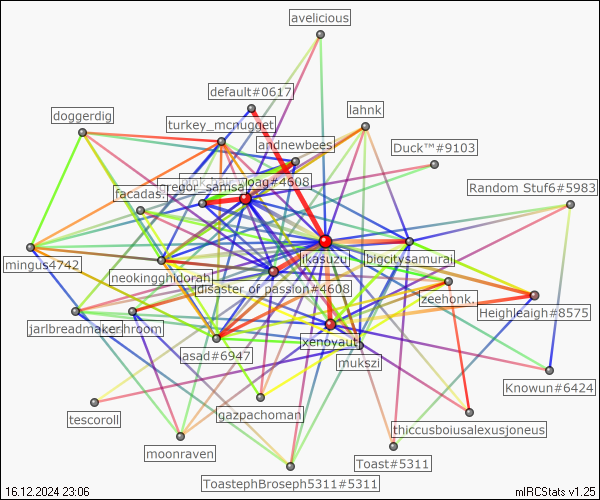 avelicious
default#0617
lahnk
doggerdig
turkey_mcnugget
andnewbees
Duck™#9103
gregor_samsa
oag#4608
Random Stuf6#5983
facadas.
mingus4742
neokingghidorah
ikasuzu
bigcitysamurai
disaster of passion#4608
zeehonk.
Heighleigh#8575
jarlbreadmaker
hroom
xenoyaut
asad#6947
mukszi
Knowun#6424
gazpachoman
tescoroll
thiccusboiusalexusjoneus
moonraven
Toast#5311
ToastephBroseph5311#5311
16.12.2024 23:06
mIRCStats v1.25